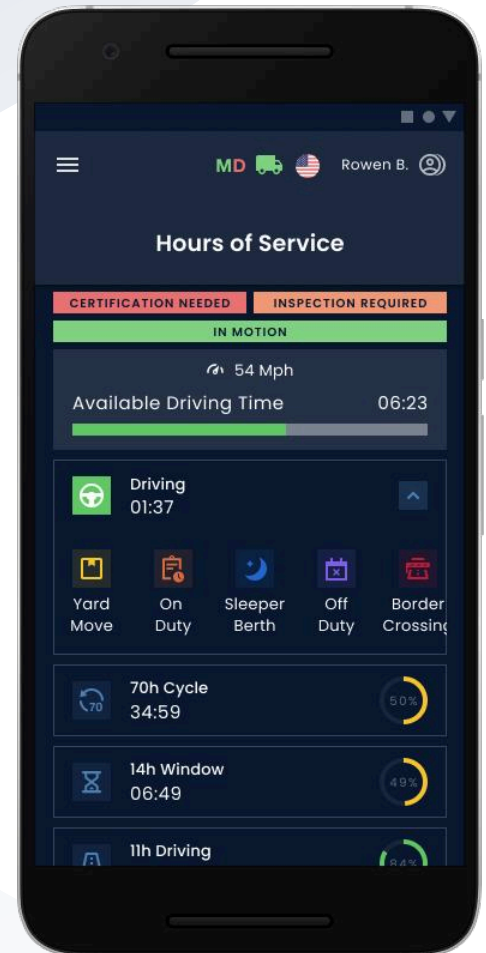 MD Rowen B.
Hours of Service
CERTIFICATION NEEDED INSPECTION REQUIRED
IN MOTION
54 Mph
Available Driving Time 06:23
Driving
01:37
Yard Move
On Duty
Sleeper Berth
Off Duty
Border Crossing
70
70h Cycle
34:59
50%
14h Window
06:49
49%
11h Driving
84%